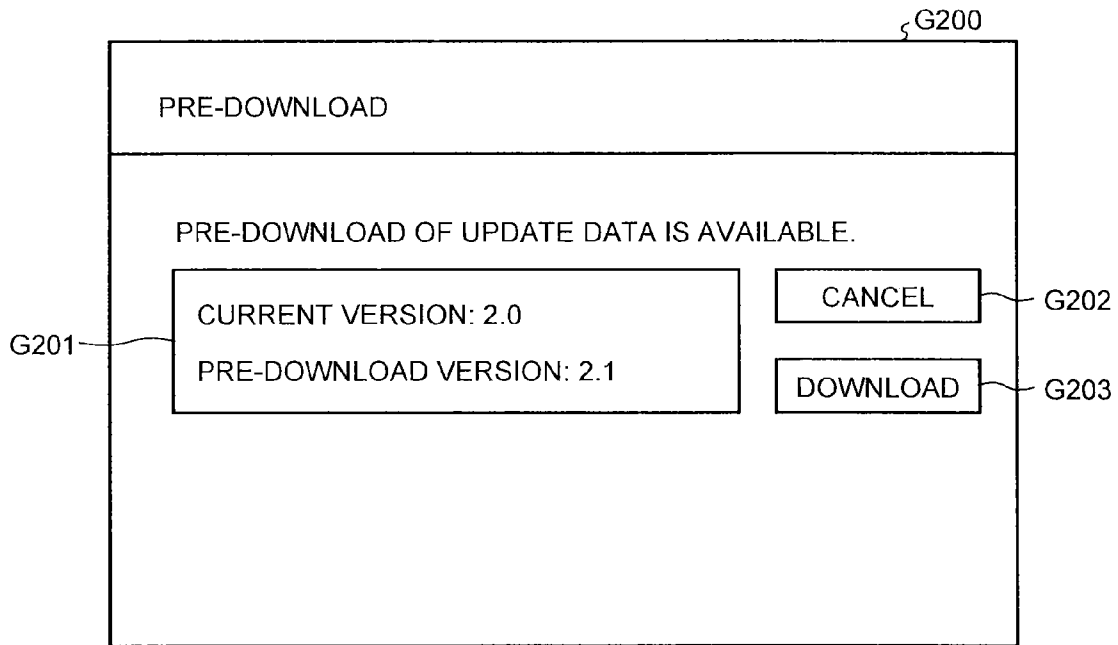 G200
PRE-DOWNLOAD
PRE-DOWNLOAD OF UPDATE DATA IS AVAILABLE.
G201
CURRENT VERSION: 2.0
PRE-DOWNLOAD VERSION: 2.1
CANCEL
G202
DOWNLOAD
G203